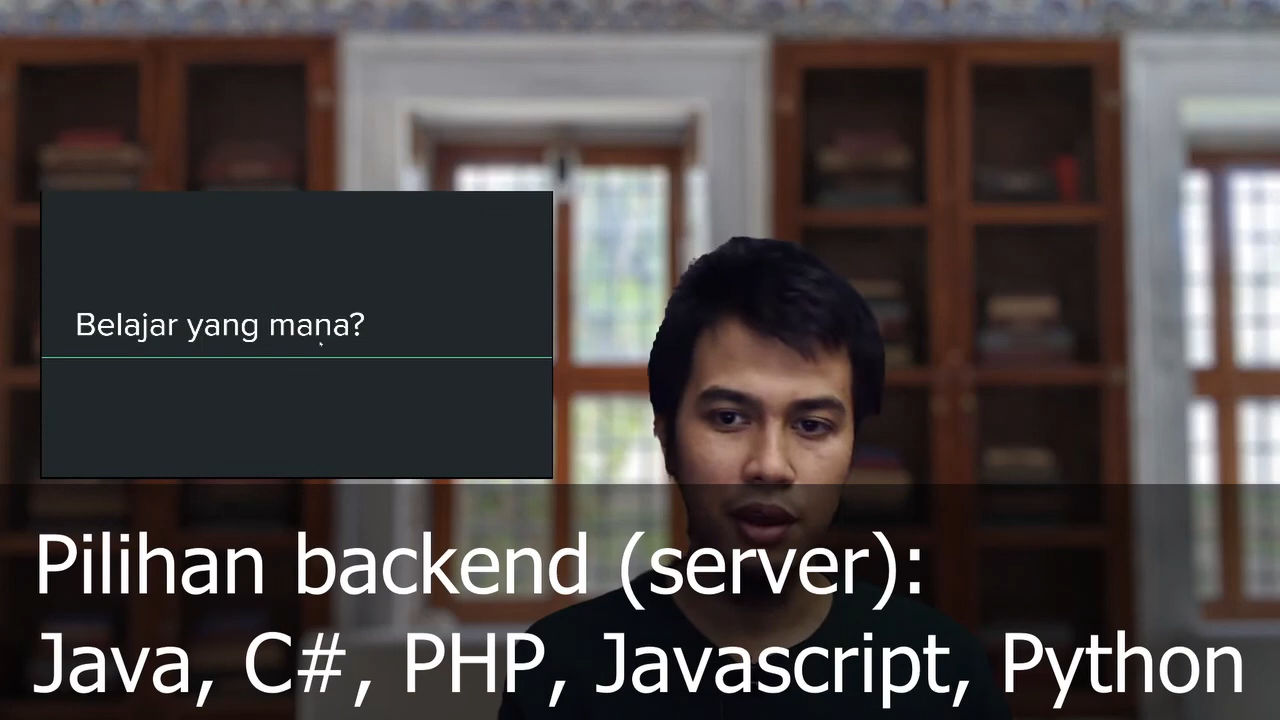 Belajar yang mana?
Pilihan backend (server):
Java, C#, PHP, Javascript, Python